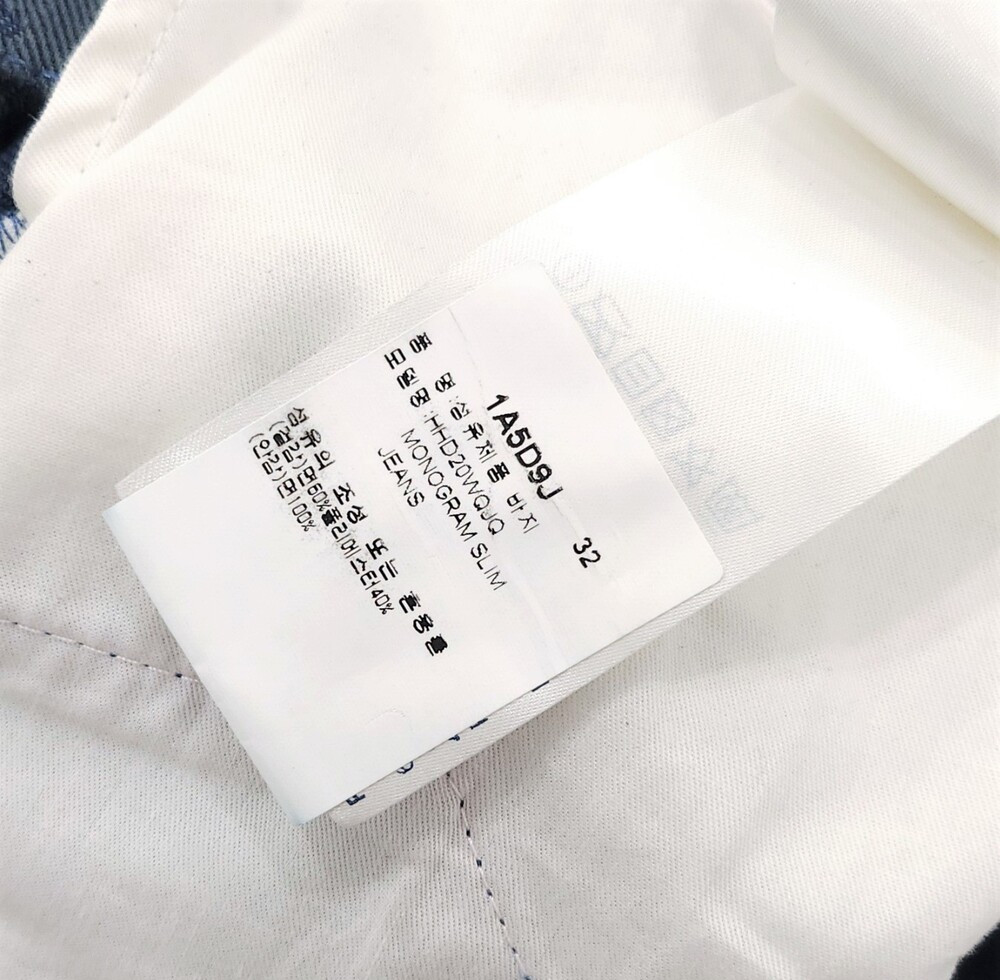 1A5D9J 32
품 명 :섬유제품 바지
모델명 :HHD20WQJQ
MONOGRAM SLIM
JEANS
섬유의 조성 또는 혼용률
(겉감)면60%폴리에스터40%
(안감)면100%